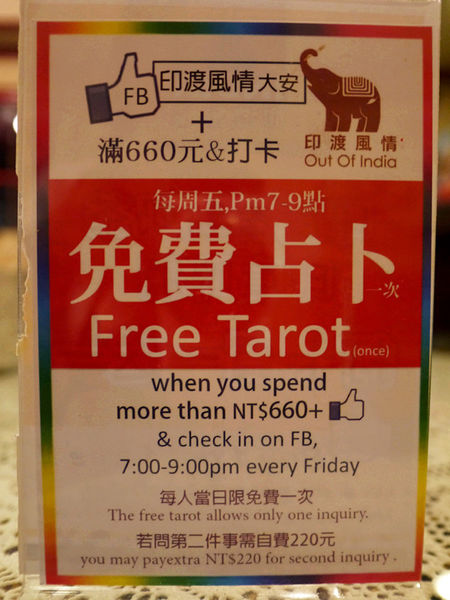 FB 印渡風情大安
+
滿660元&打卡
印渡風情
Out Of India
每周五,Pm7-9點
免費占卜一次
Free Tarot (once)
when you spend
more than NT$660+
& check in on FB,
7:00-9:00pm every Friday
每人當日限免費一次
The free tarot allows only one inquiry.
若問第二件事需自費220元
you may payextra NT$220 for second inquiry .